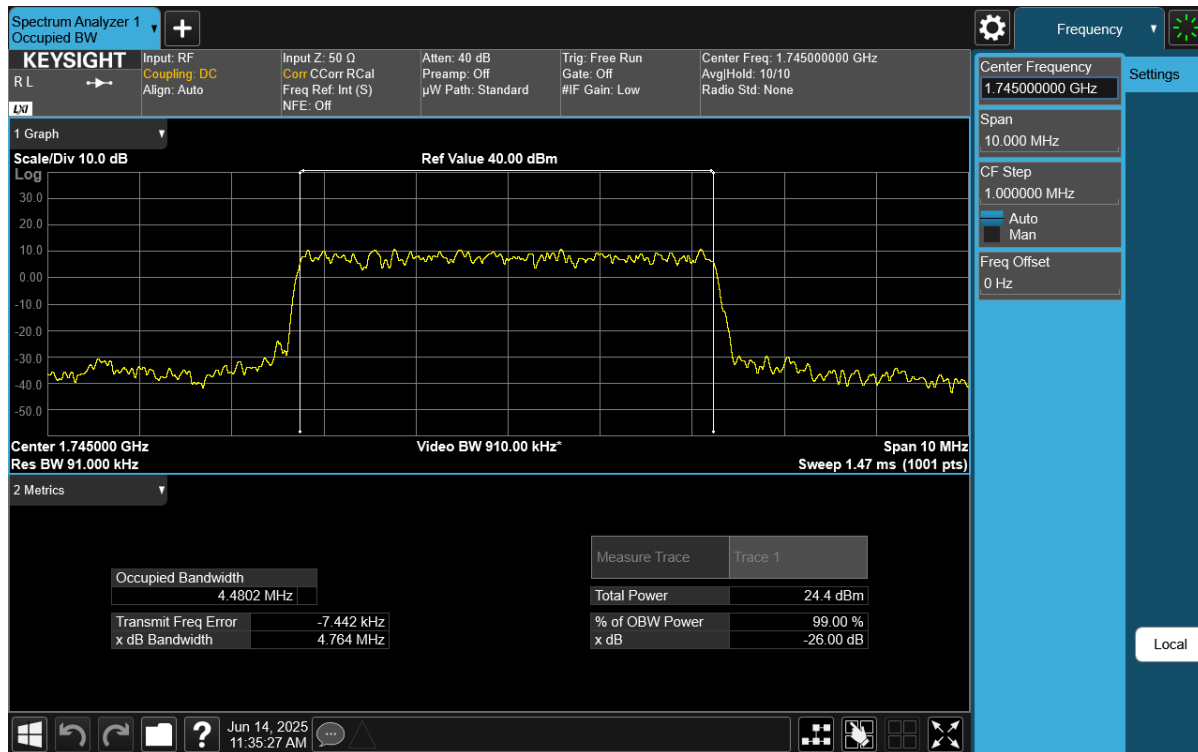 Spectrum Analyzer 1
Occupied BW
Frequency
KEYSIGHT
R L
LXI
Input: RF
Coupling: DC
Align: Auto
Input Z: 50 Ω
Corr CCorr RCal
Freq Ref: Int (S)
NFE: Off
Atten: 40 dB
Preamp: Off
µW Path: Standard
Trig: Free Run
Gate: Off
#IF Gain: Low
Center Freq: 1.745000000 GHz
Avg|Hold: 10/10
Radio Std: None
Center Frequency
1.745000000 GHz
Settings
Span
10.000 MHz
CF Step
1.000000 MHz
Auto
Man
Freq Offset
0 Hz
Local
1 Graph
Scale/Div 10.0 dB
Ref Value 40.00 dBm
Log
30.0
20.0
10.0
0.00
-10.0
-20.0
-30.0
-40.0
-50.0
Center 1.745000 GHz
Video BW 910.00 kHz*
Span 10 MHz
Res BW 91.000 kHz
Sweep 1.47 ms (1001 pts)
2 Metrics
Measure Trace
Trace 1
Occupied Bandwidth
4.4802 MHz
Total Power
24.4 dBm
Transmit Freq Error
-7.442 kHz
% of OBW Power
99.00 %
x dB Bandwidth
4.764 MHz
x dB
-26.00 dB
Jun 14, 2025
11:35:27 AM